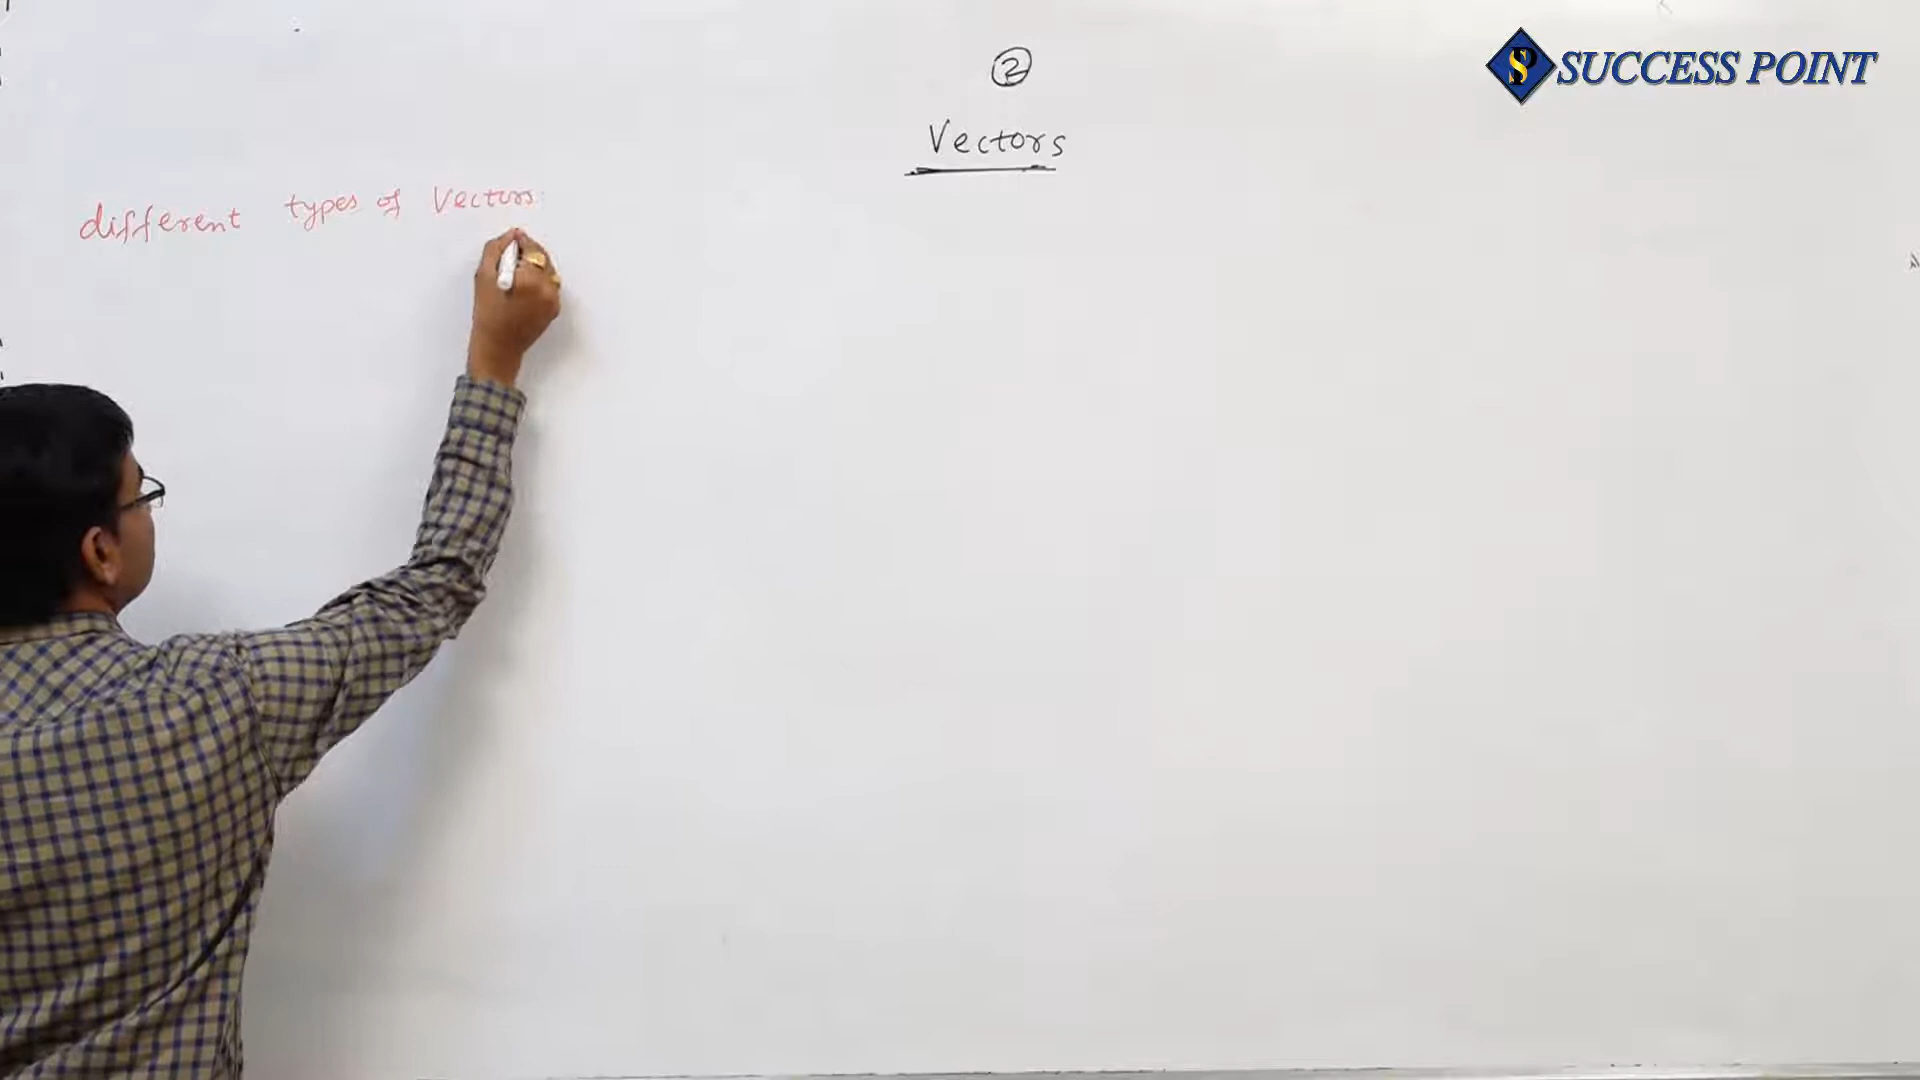 ②
SUCCESS POINT
Vectors
different types of Vectors: